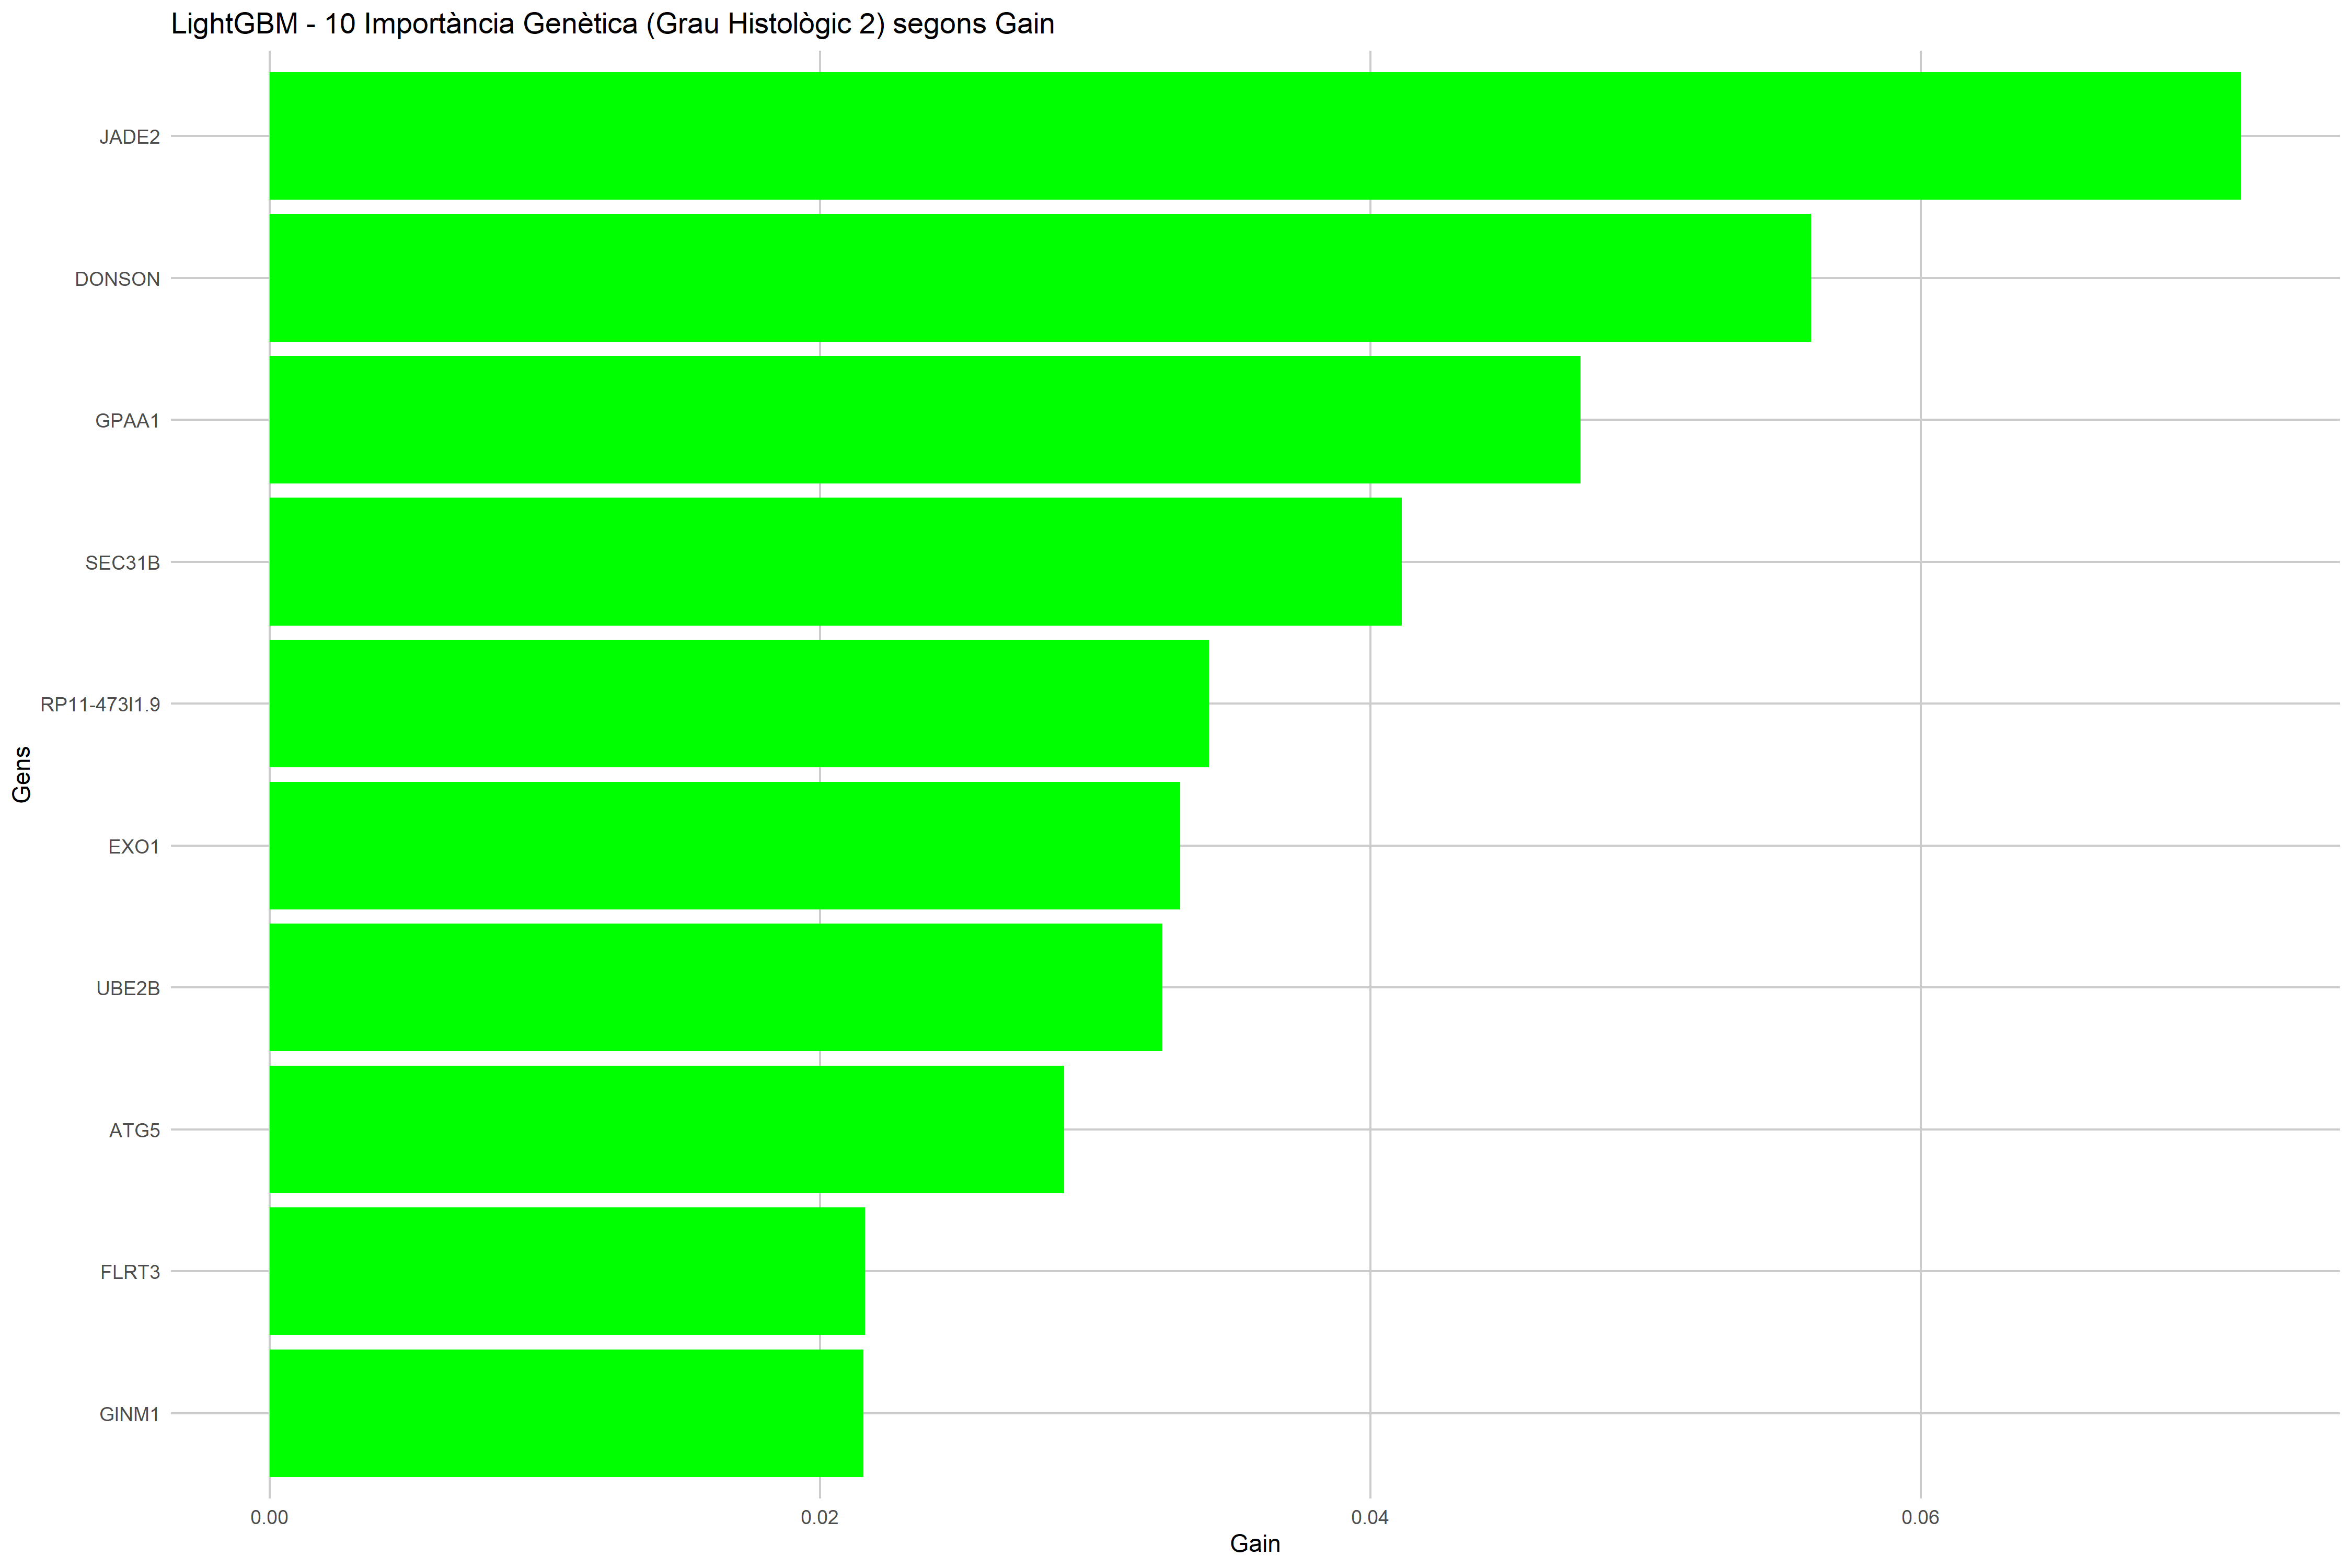 LightGBM - 10 Importància Genètica (Grau Histològic 2) segons Gain
JADE2
DONSON
GPAA1
SEC31B
RP11-473I1.9
EXO1
UBE2B
ATG5
FLRT3
GINM1
Gens
0.00 0.02 0.04 0.06
Gain